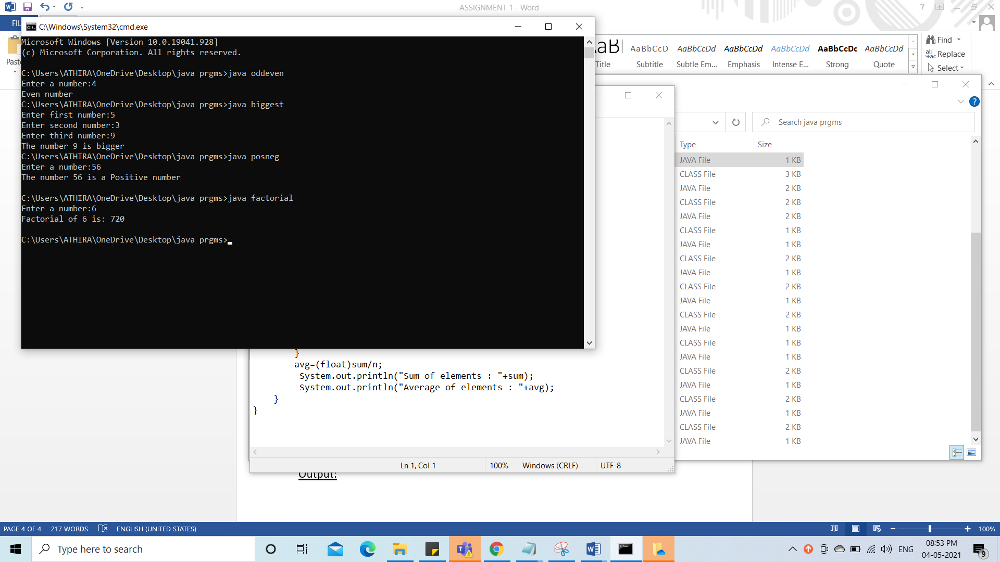 ASSIGNMENT 1 - Word
FIL
C:\Windows\System32\cmd.exe
Microsoft Windows [Version 10.0.19041.928]
(c) Microsoft Corporation. All rights reserved.
C:\Users\ATHIRA\OneDrive\Desktop\java prgms>java oddeven
Enter a number:4
Even number
C:\Users\ATHIRA\OneDrive\Desktop\java prgms>java biggest
Enter first number:5
Enter second number:3
Enter third number:9
The number 9 is bigger
C:\Users\ATHIRA\OneDrive\Desktop\java prgms>java posneg
Enter a number:56
The number 56 is a Positive number
C:\Users\ATHIRA\OneDrive\Desktop\java prgms>java factorial
Enter a number:6
Factorial of 6 is: 720
C:\Users\ATHIRA\OneDrive\Desktop\java prgms>
Paste
AaBbCcD AaBbCcDd AaBbCcDd AaBbCcDd AaBbCcDc AaBbCcDd
Title Subtitle Subtle Em... Emphasis Intense E... Strong Quote
Find
Replace
Select
Search java prgms
Type Size
JAVA File 1 KB
CLASS File 3 KB
JAVA File 2 KB
CLASS File 2 KB
JAVA File 2 KB
CLASS File 2 KB
JAVA File 1 KB
CLASS File 2 KB
JAVA File 1 KB
CLASS File 2 KB
JAVA File 1 KB
CLASS File 2 KB
JAVA File 1 KB
CLASS File 2 KB
JAVA File 1 KB
CLASS File 2 KB
JAVA File 1 KB
CLASS File 2 KB
JAVA File 1 KB
CLASS File 2 KB
JAVA File 1 KB
}
avg=(float)sum/n;
System.out.println("Sum of elements : "+sum);
System.out.println("Average of elements : "+avg);
}
}
Ln 1, Col 1 100% Windows (CRLF) UTF-8
Output:
PAGE 4 OF 4 217 WORDS ENGLISH (UNITED STATES) 100%
Type here to search
ENG
08:53 PM
04-05-2021
9